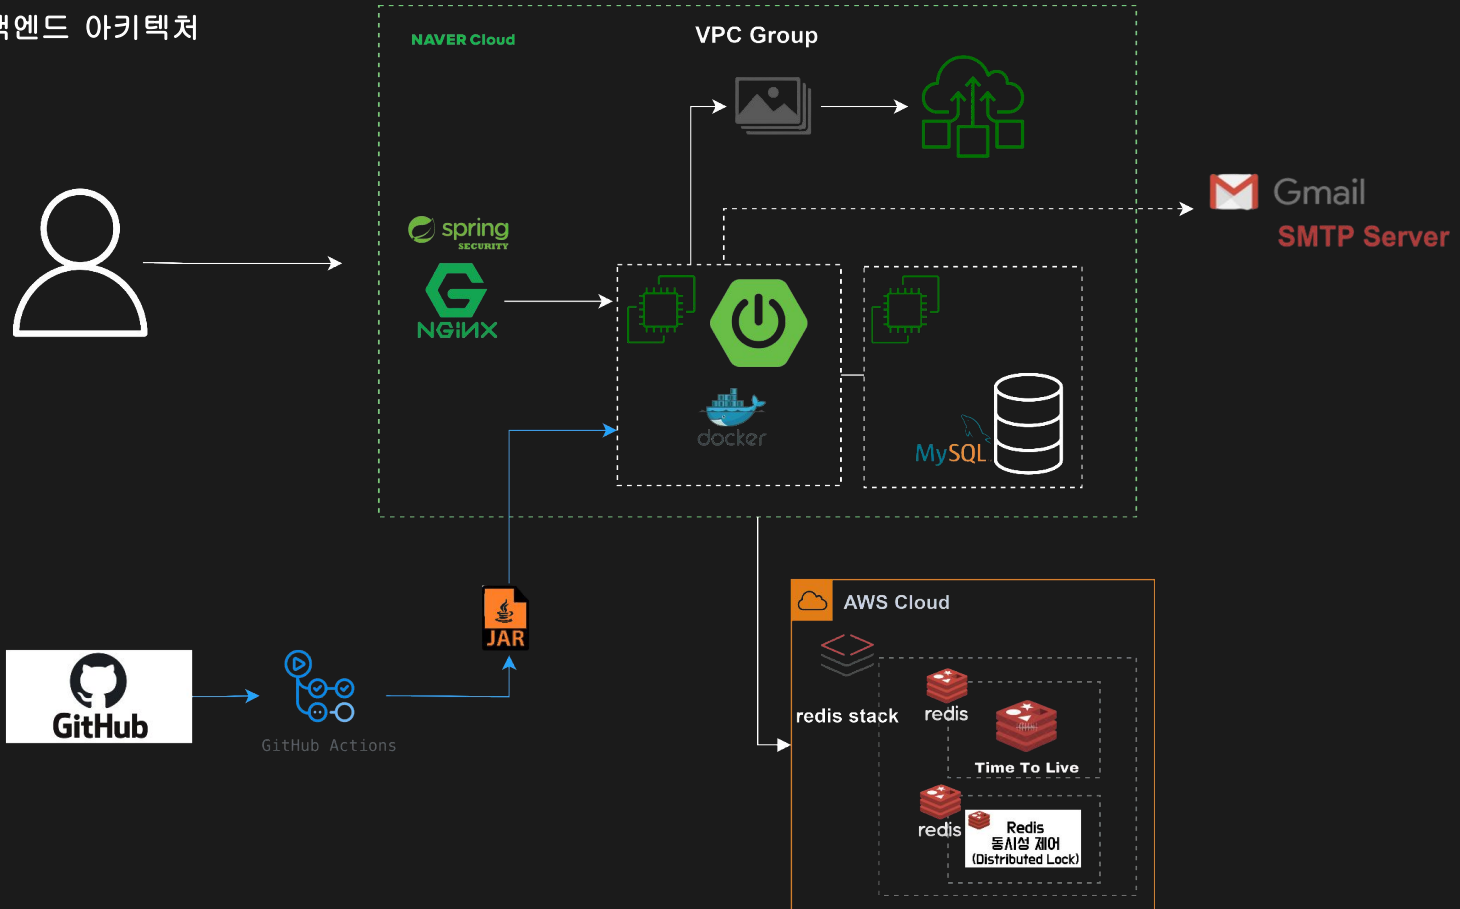 백엔드 아키텍처
NAVER Cloud
VPC Group
Gmail
SMTP Server
spring
SECURITY
NGiNX
docker
MySQL
JAR
GitHub
GitHub Actions
AWS Cloud
redis stack
redis
Time To Live
redis
Redis
동시성 제어
(Distributed Lock)